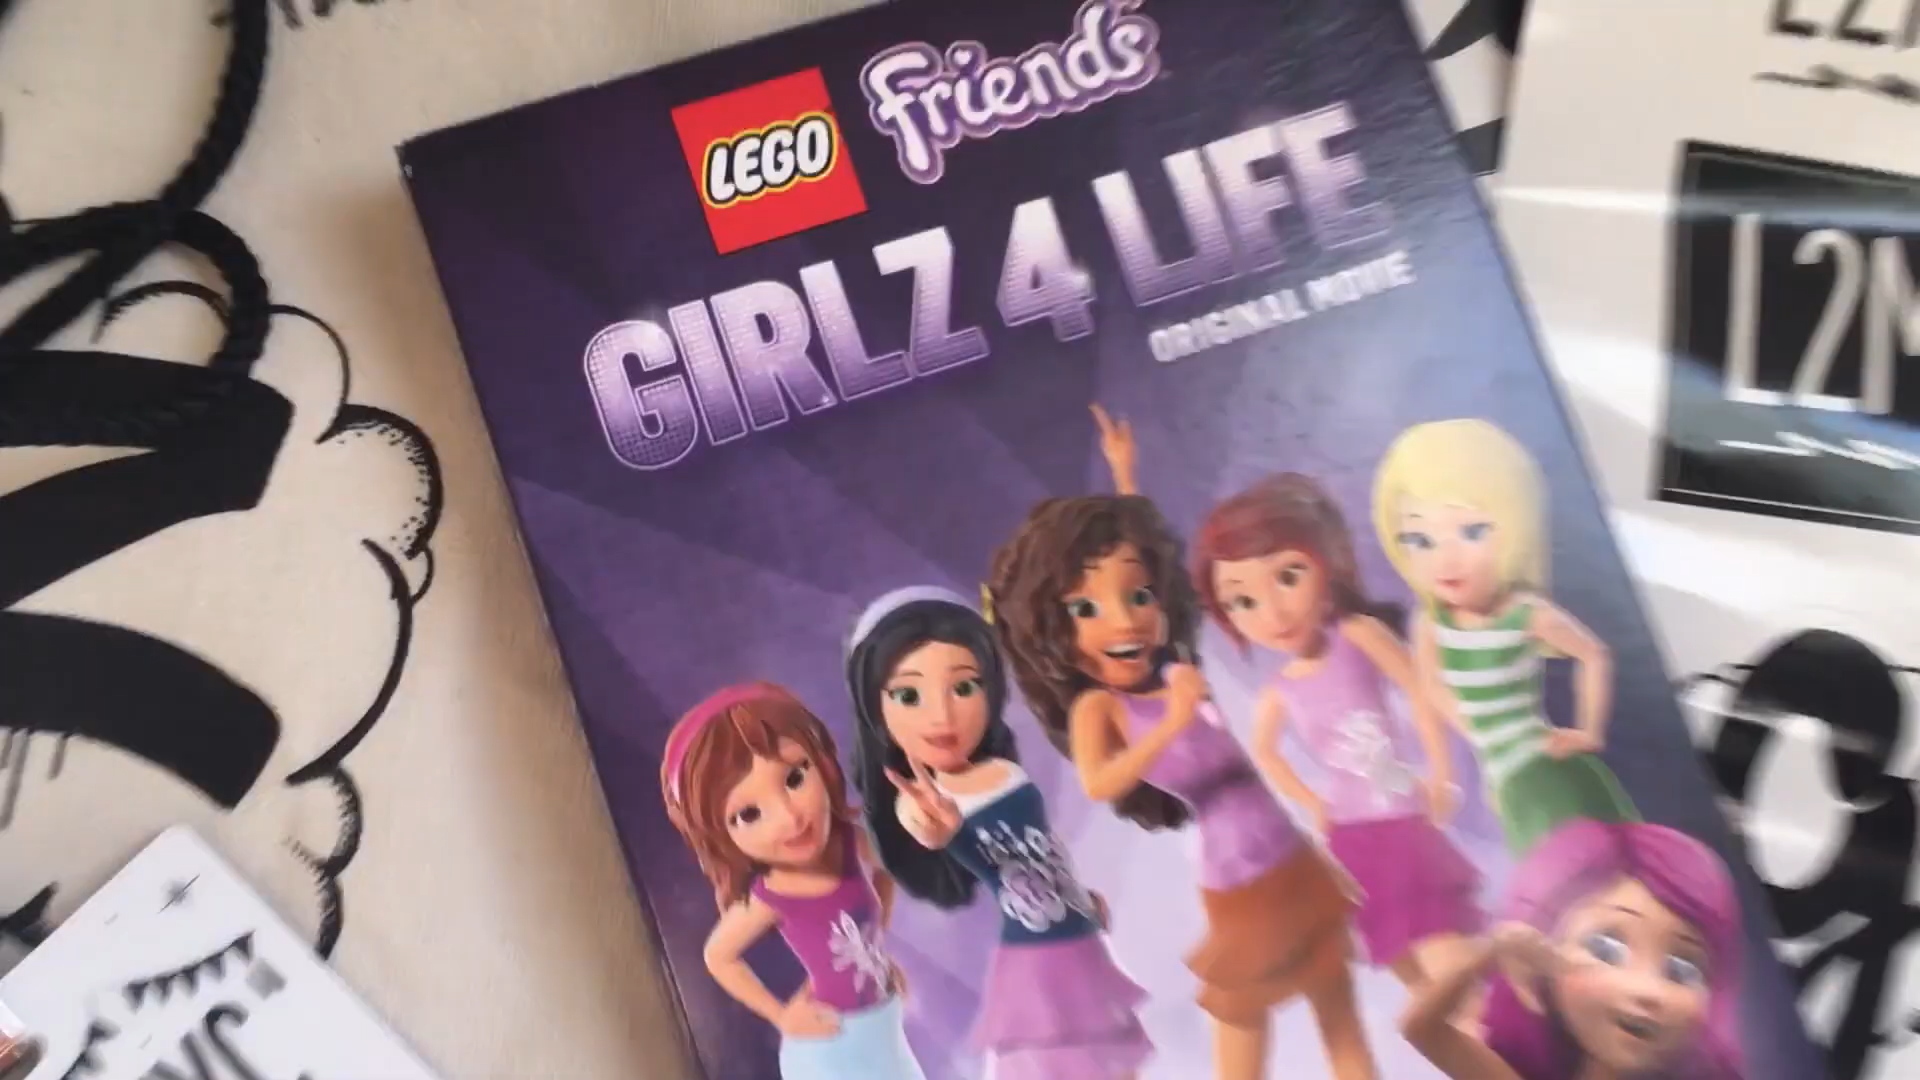 LEGO
Friends
GIRLZ 4 LIFE
ORIGINAL MOVIE
L2M